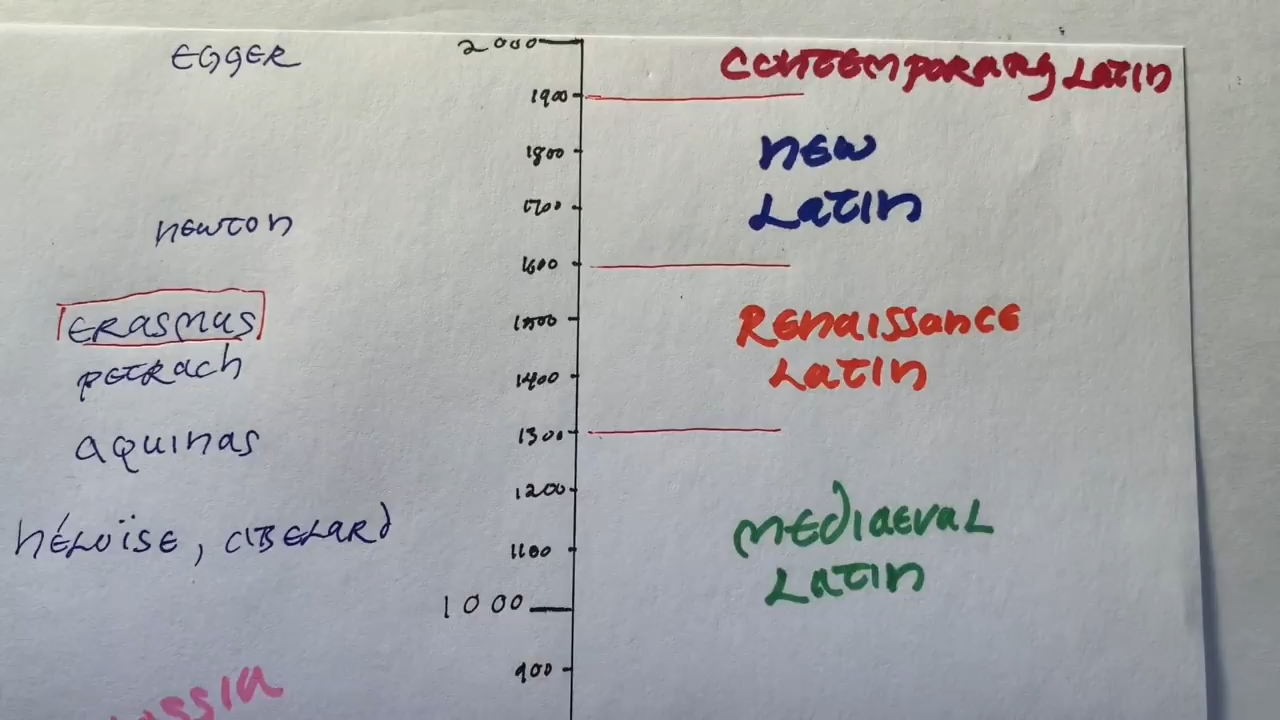 EGGER
2000
CONTEMPORARY LATIN
1900
1800
NEW
LATIN
1700
NEWTON
1600
ERASMUS
1500
RENAISSANCE
LATIN
PETRACH
1400
AQUINAS
1300
1200
MEDIAEVAL
LATIN
HÉLOÏSE, ABELARD
1100
1000
900